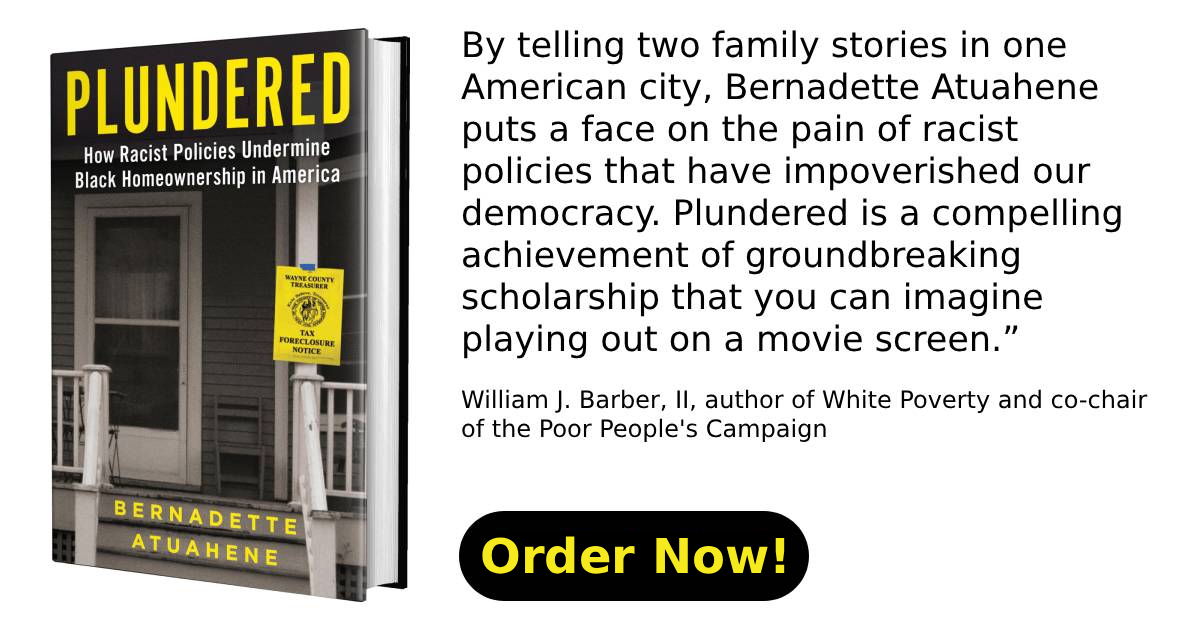 PLUNDERED
How Racist Policies Undermine
Black Homeownership in America
WAYNE COUNTY
TREASURER
TAX
FORECLOSURE
NOTICE
BERNADETTE
ATUAHENE
By telling two family stories in one
American city, Bernadette Atuahene
puts a face on the pain of racist
policies that have impoverished our
democracy. Plundered is a compelling
achievement of groundbreaking
scholarship that you can imagine
playing out on a movie screen.”
William J. Barber, II, author of White Poverty and co-chair
of the Poor People's Campaign
Order Now!